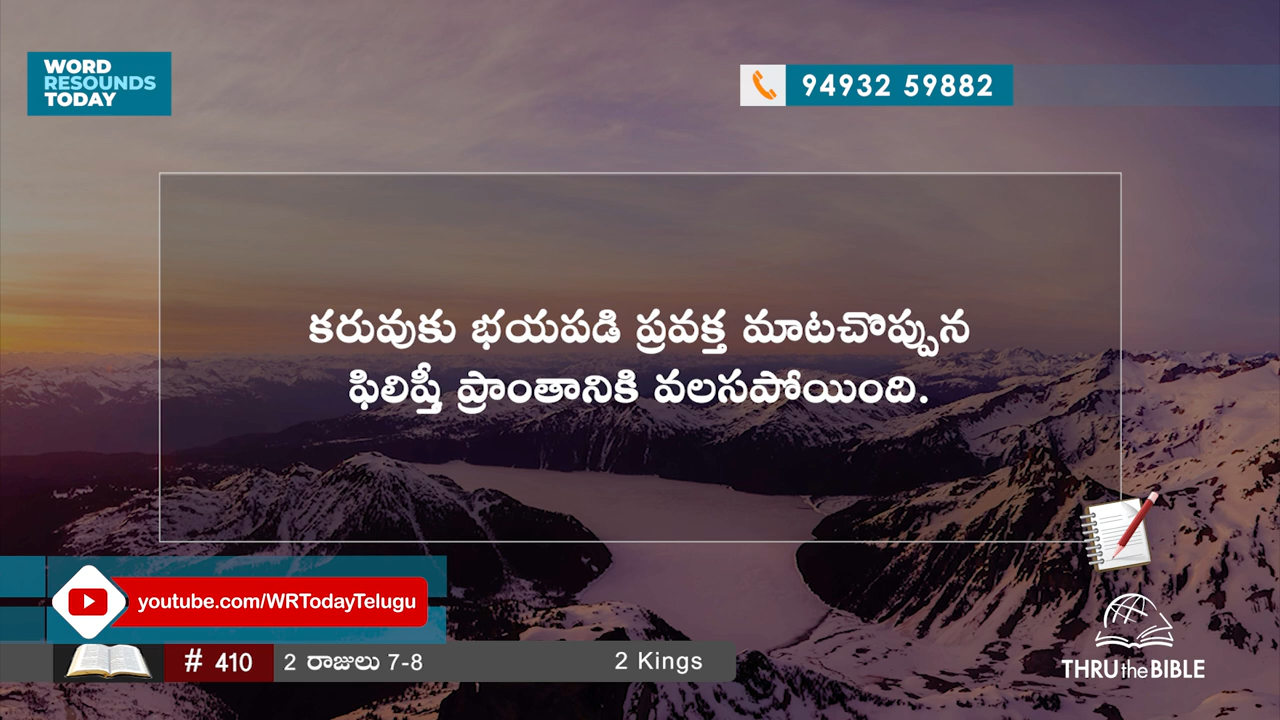 WORD
RESOUNDS
TODAY
94932 59882
కరువుకు భయపడి ప్రవక్త మాటచొప్పున
ఫిలిష్తీ ప్రాంతానికి వలసపోయింది.
youtube.com/WRTodayTelugu
# 410 2 రాజులు 7-8 2 Kings
THRU the BIBLE